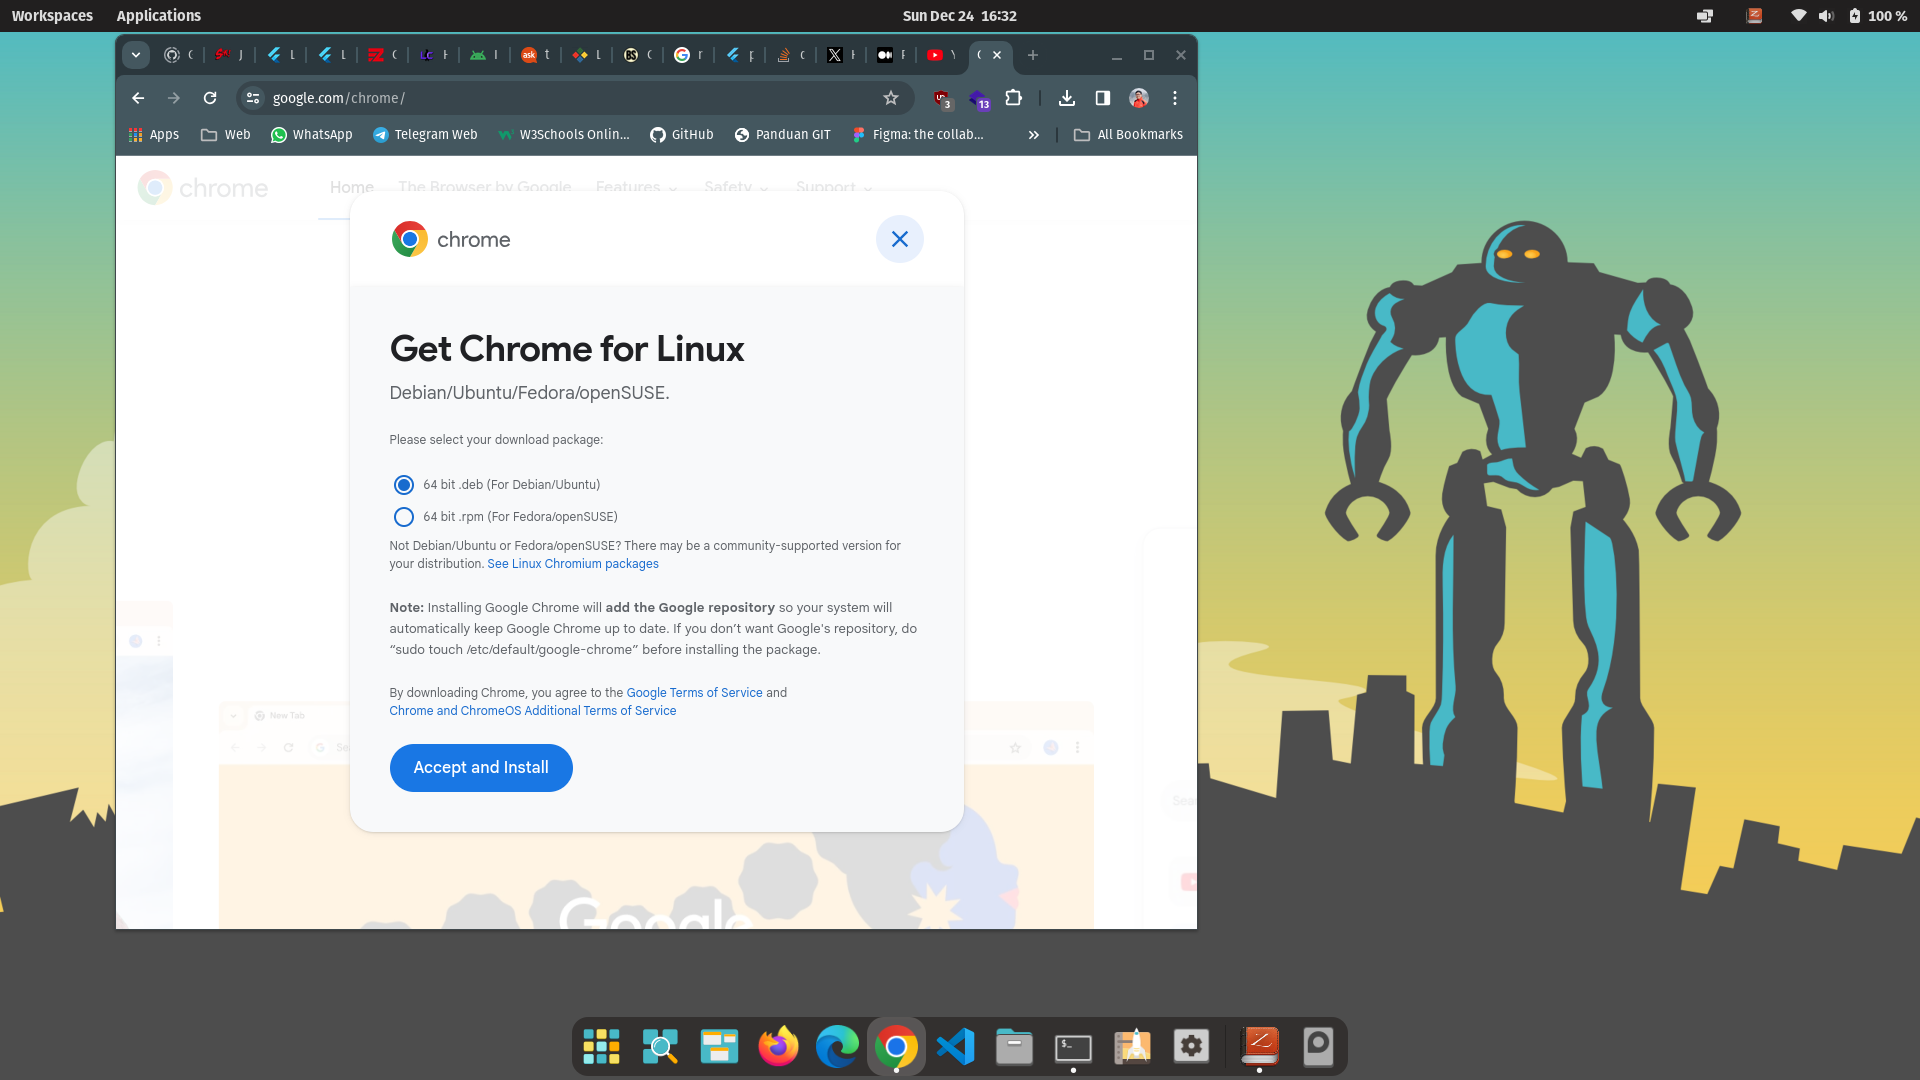 Workspaces
Applications
Sun Dec 24 16:32
100 %
google.com/chrome/
3
13
Apps
Web
WhatsApp
Telegram Web
W3Schools Onlin...
GitHub
Panduan GIT
Figma: the collab...
All Bookmarks
chrome
Home
The Browser by Google
Features
Safety
Support
chrome
Get Chrome for Linux
Debian/Ubuntu/Fedora/openSUSE.
Please select your download package:
64 bit .deb (For Debian/Ubuntu)
64 bit .rpm (For Fedora/openSUSE)
Not Debian/Ubuntu or Fedora/openSUSE? There may be a community-supported version for
your distribution. See Linux Chromium packages
Note: Installing Google Chrome will add the Google repository so your system will
automatically keep Google Chrome up to date. If you don’t want Google's repository, do
“sudo touch /etc/default/google-chrome” before installing the package.
By downloading Chrome, you agree to the Google Terms of Service and
Chrome and ChromeOS Additional Terms of Service
Accept and Install
New Tab
Google